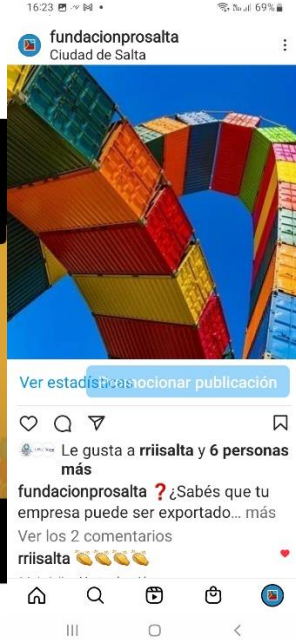 16:23
69%
fundacionprosalta
Ciudad de Salta
Ver estadísticas
Promocionar publicación
Le gusta a rriisalta y 6 personas
más
fundacionprosalta ❓¿Sabés que tu
empresa puede ser exportado... más
Ver los 2 comentarios
rriisalta 👏👏👏👏